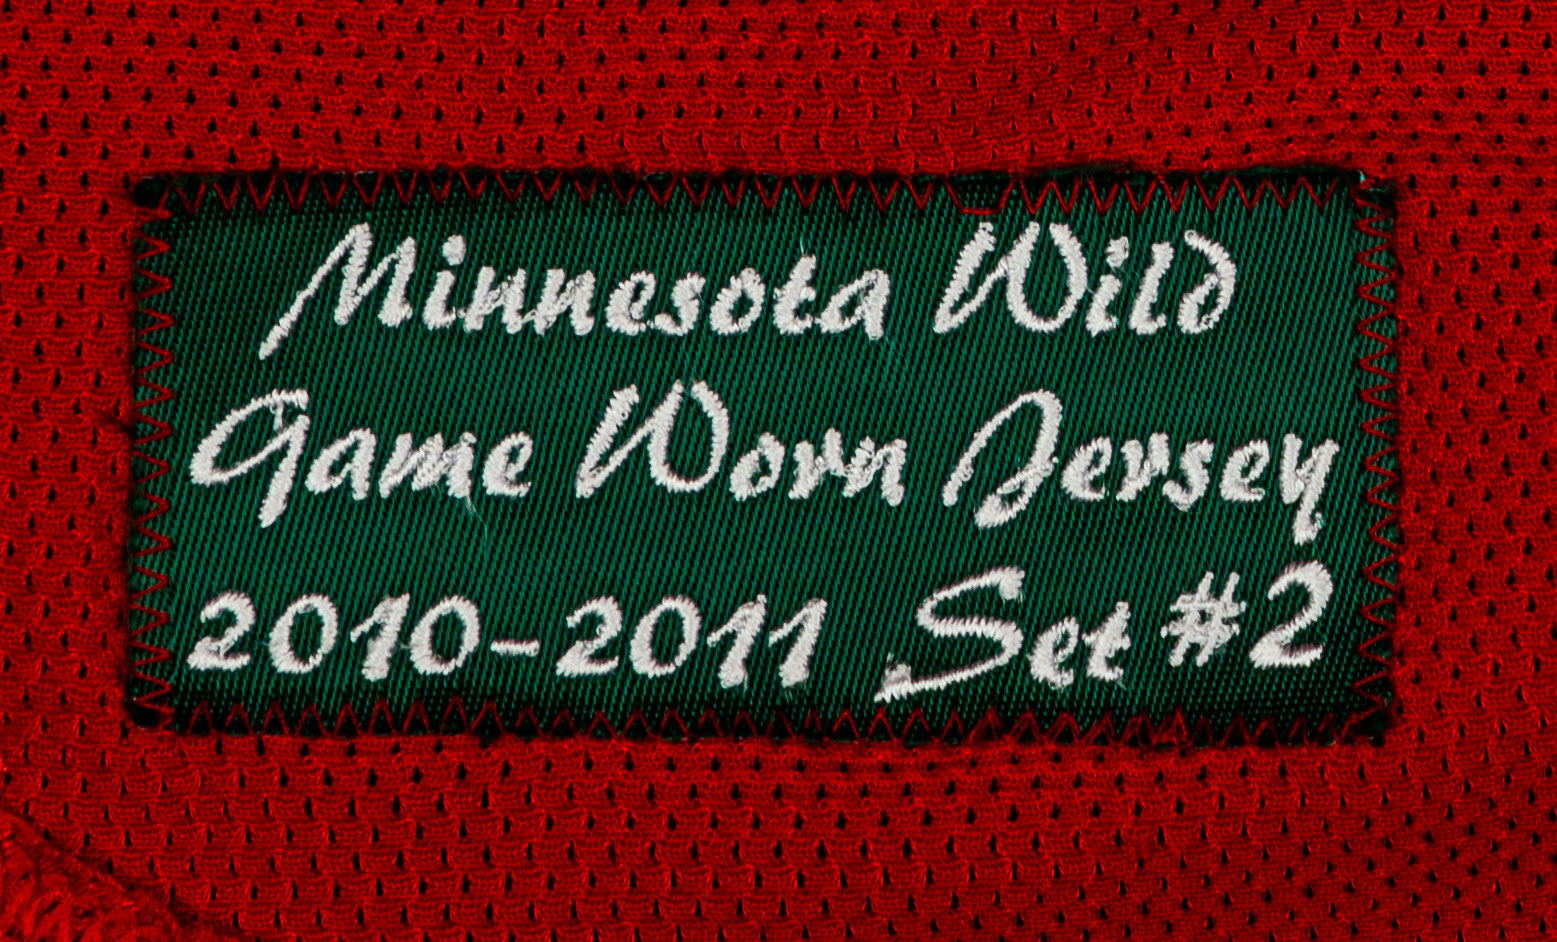 Minnesota Wild
Game Worn Jersey
2010-2011 Set #2